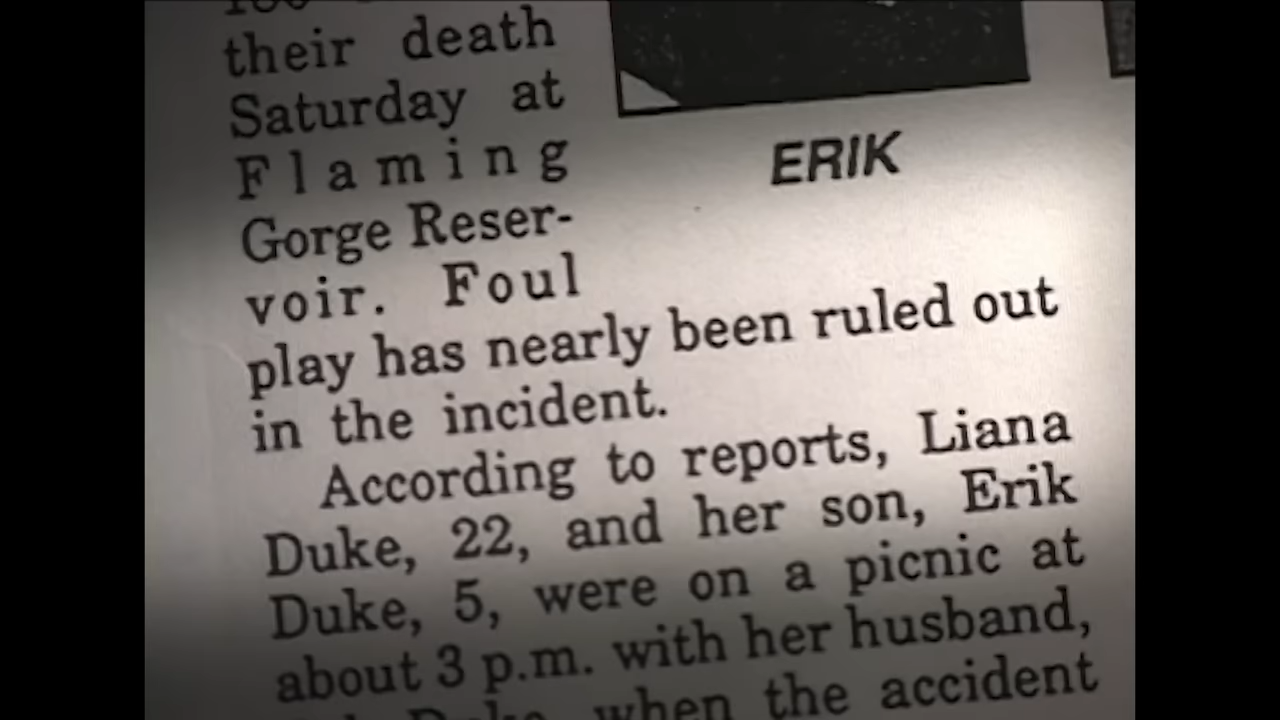 their death
Saturday at
Flaming
Gorge Reser-
voir. Foul
play has nearly been ruled out
in the incident.
According to reports, Liana
Duke, 22, and her son, Erik
Duke, 5, were on a picnic at
about 3 p.m. with her husband,
Duke, when the accident
ERIK